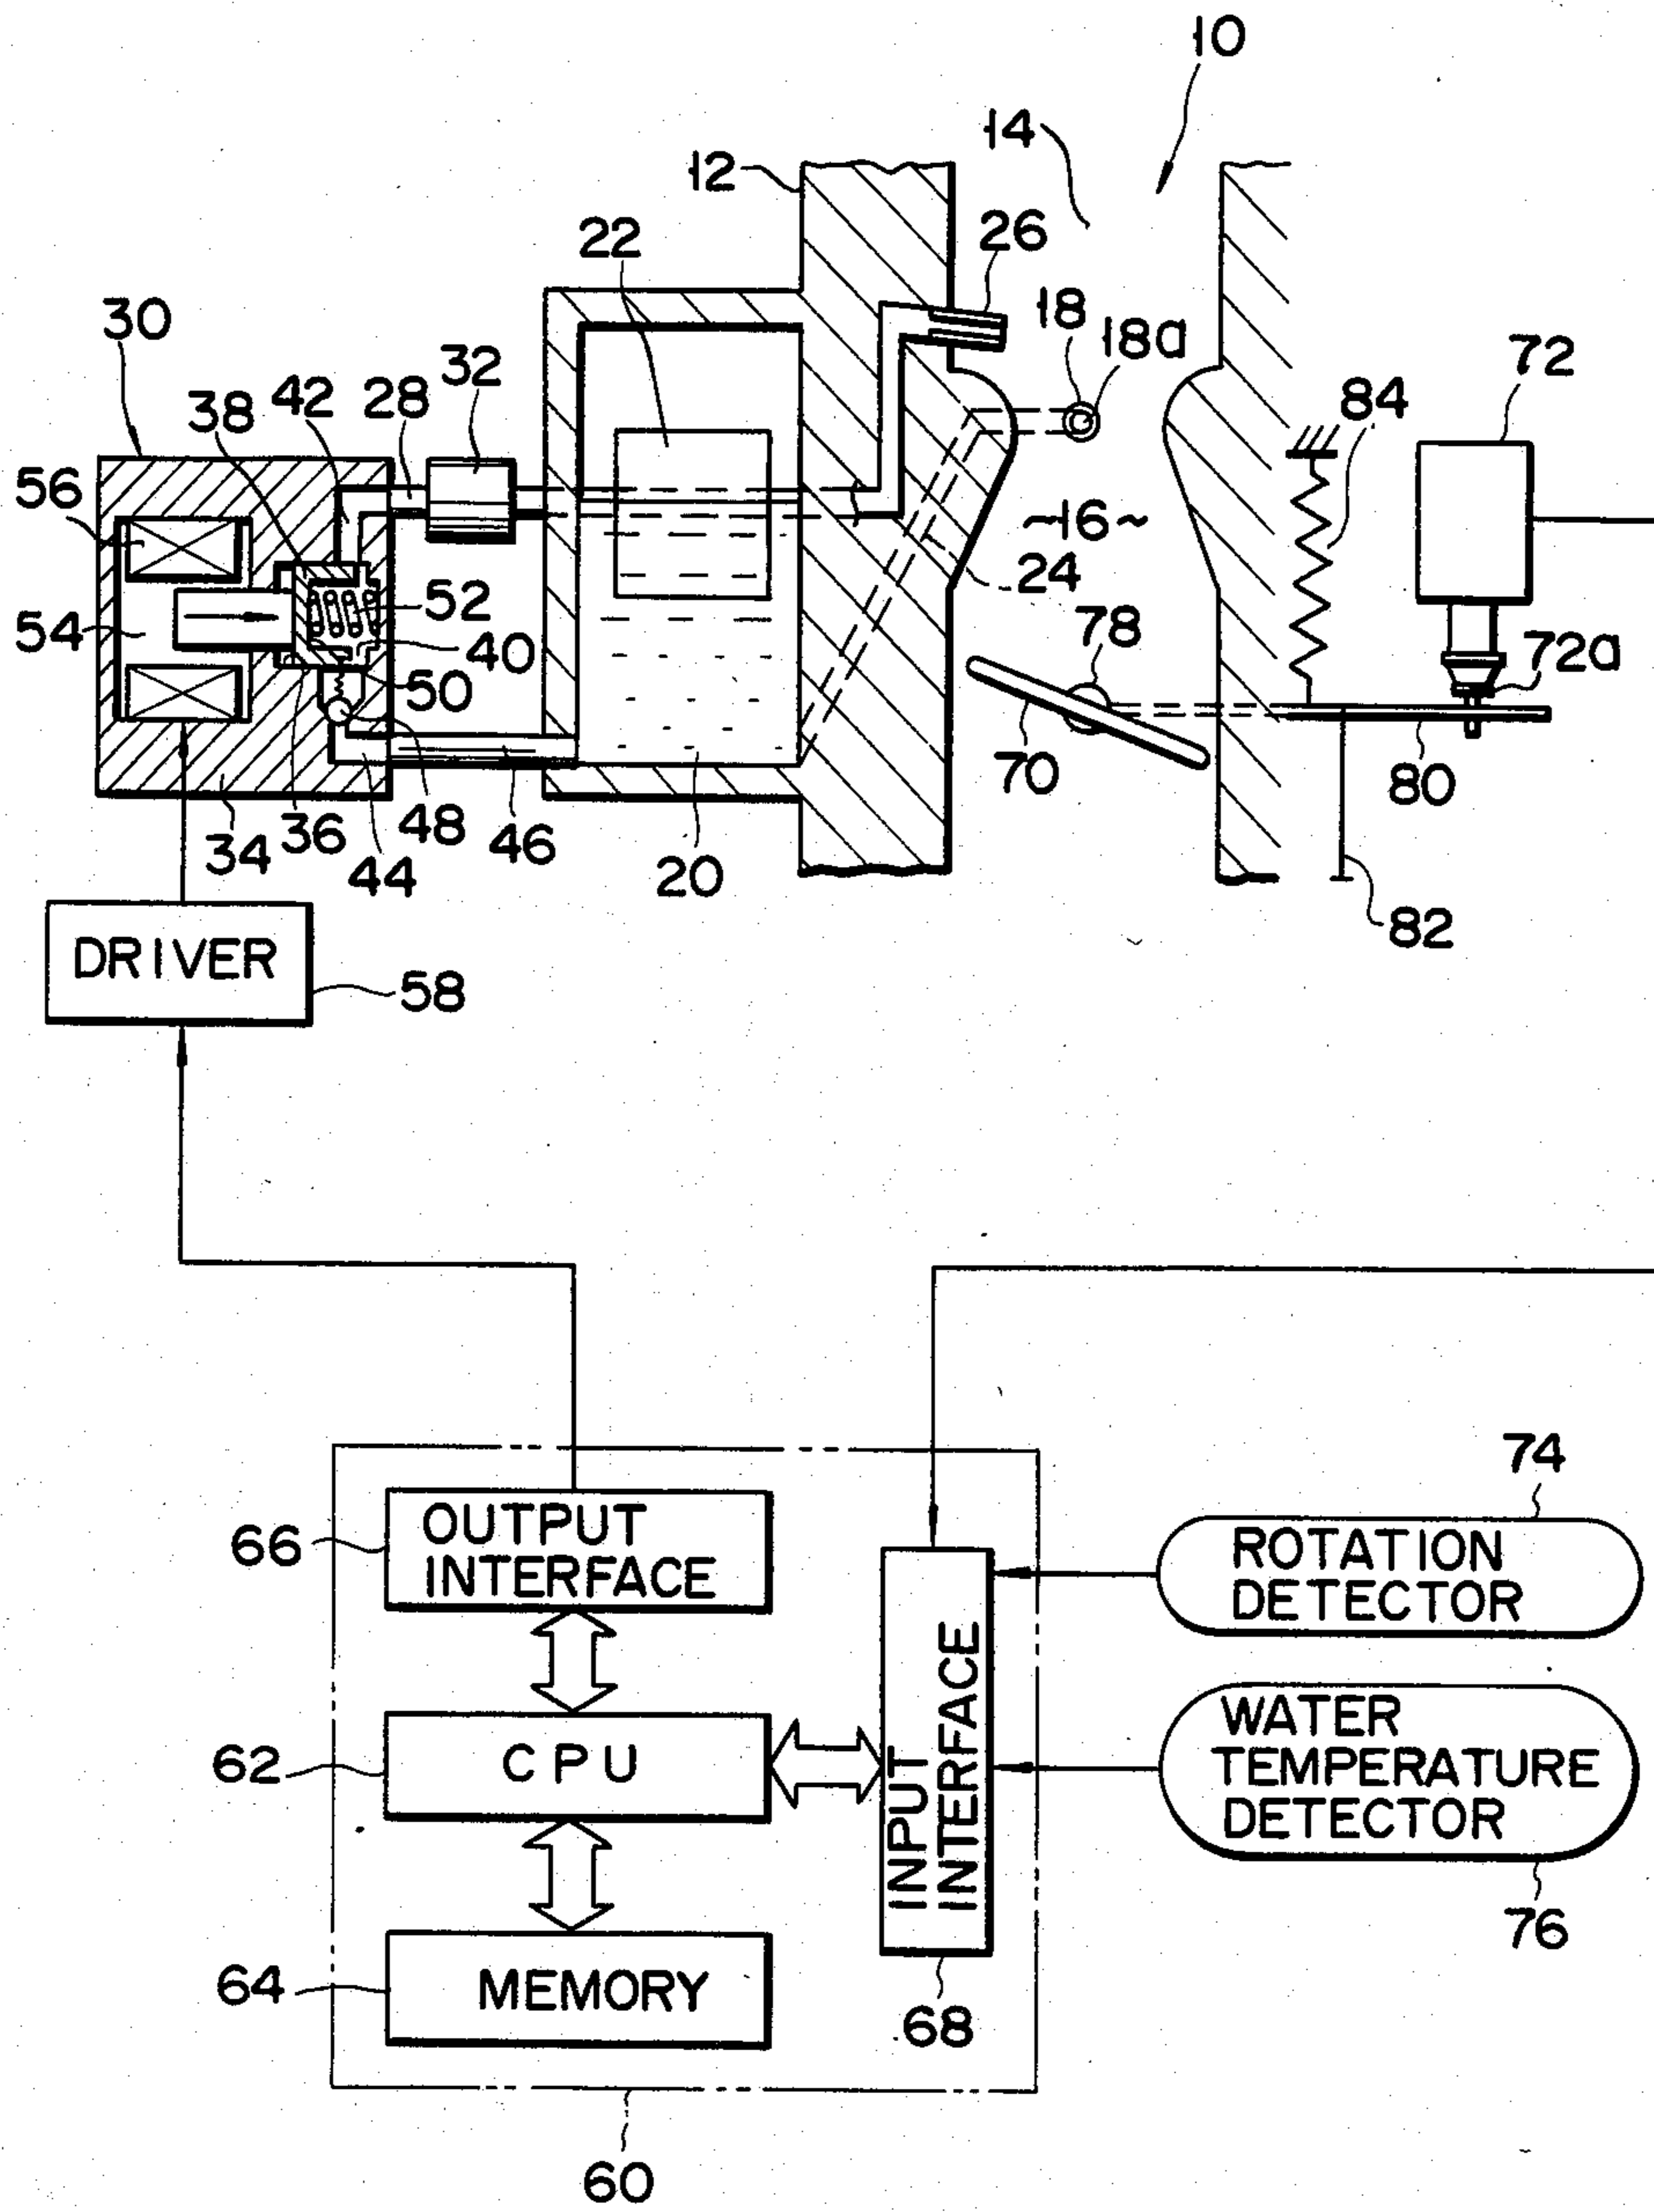 10
14
12
26
22
18
18a
30
32
72
38
42
28
84
56
~16~
24
52
54
78
40
72a
50
70
80
36
48
46
34
44
20
82
DRIVER
58
74
OUTPUT
INTERFACE
66
ROTATION
DETECTOR
62
CPU
INPUT
INTERFACE
WATER
TEMPERATURE
DETECTOR
76
64
MEMORY
68
60